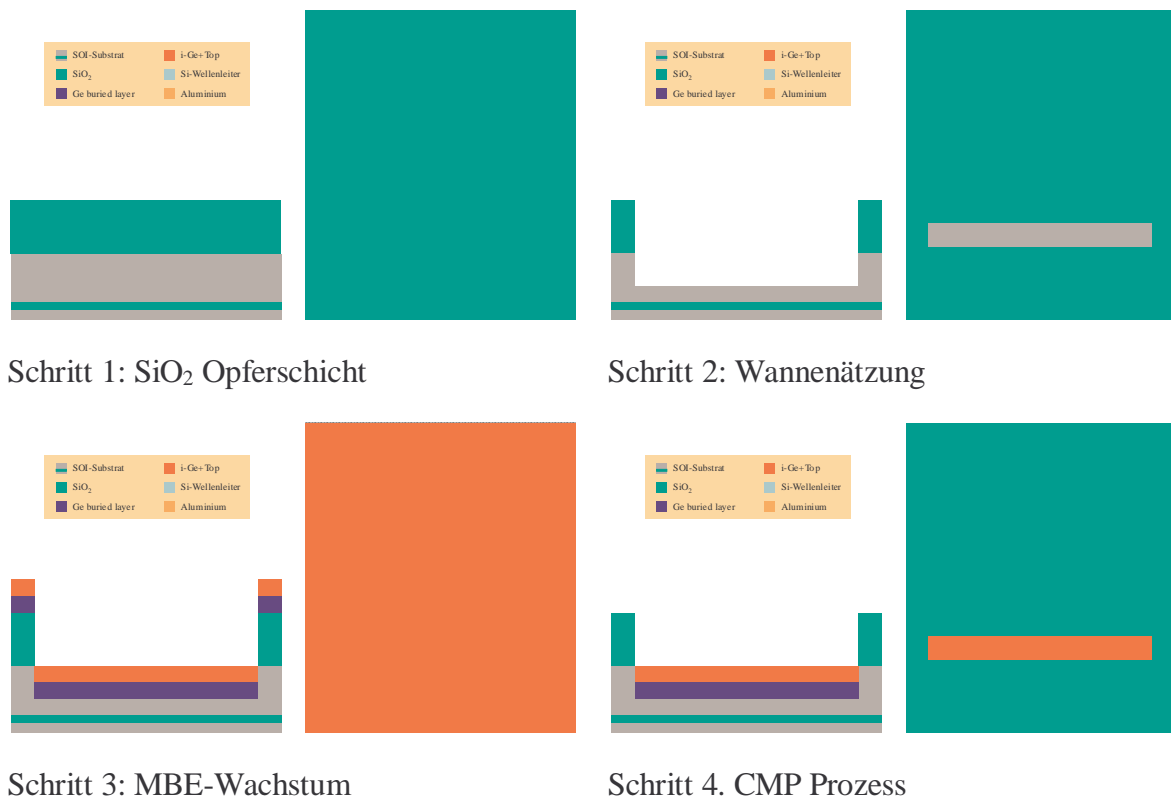 SOI-Substrat i-Ge+Top
SiO₂ Si-Wellenleiter
Ge buried layer Aluminium
SOI-Substrat i-Ge+Top
SiO₂ Si-Wellenleiter
Ge buried layer Aluminium
Schritt 1: SiO₂ Opferschicht
Schritt 2: Wannenätzung
SOI-Substrat i-Ge+Top
SiO₂ Si-Wellenleiter
Ge buried layer Aluminium
SOI-Substrat i-Ge+Top
SiO₂ Si-Wellenleiter
Ge buried layer Aluminium
Schritt 3: MBE-Wachstum
Schritt 4. CMP Prozess